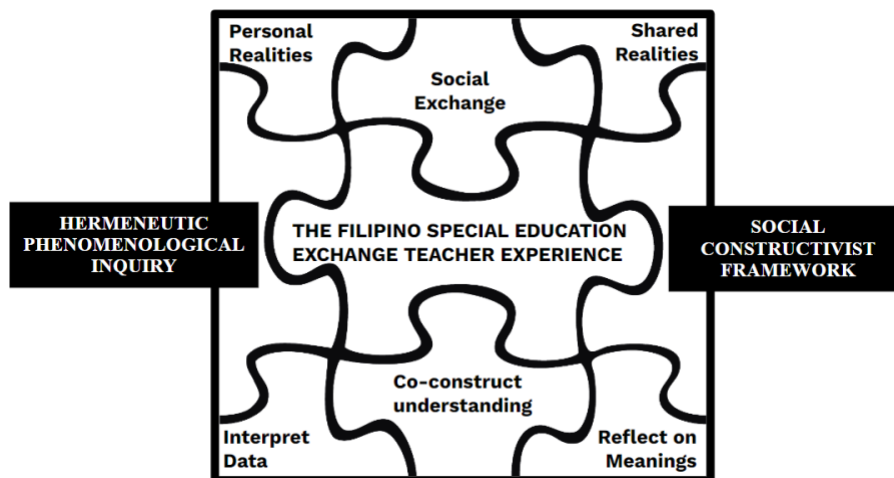 Personal
Realities
Shared
Realities
Social
Exchange
HERMENEUTIC
PHENOMENOLOGICAL
INQUIRY
THE FILIPINO SPECIAL EDUCATION
EXCHANGE TEACHER EXPERIENCE
SOCIAL
CONSTRUCTIVIST
FRAMEWORK
Co-construct
understanding
Interpret
Data
Reflect on
Meanings